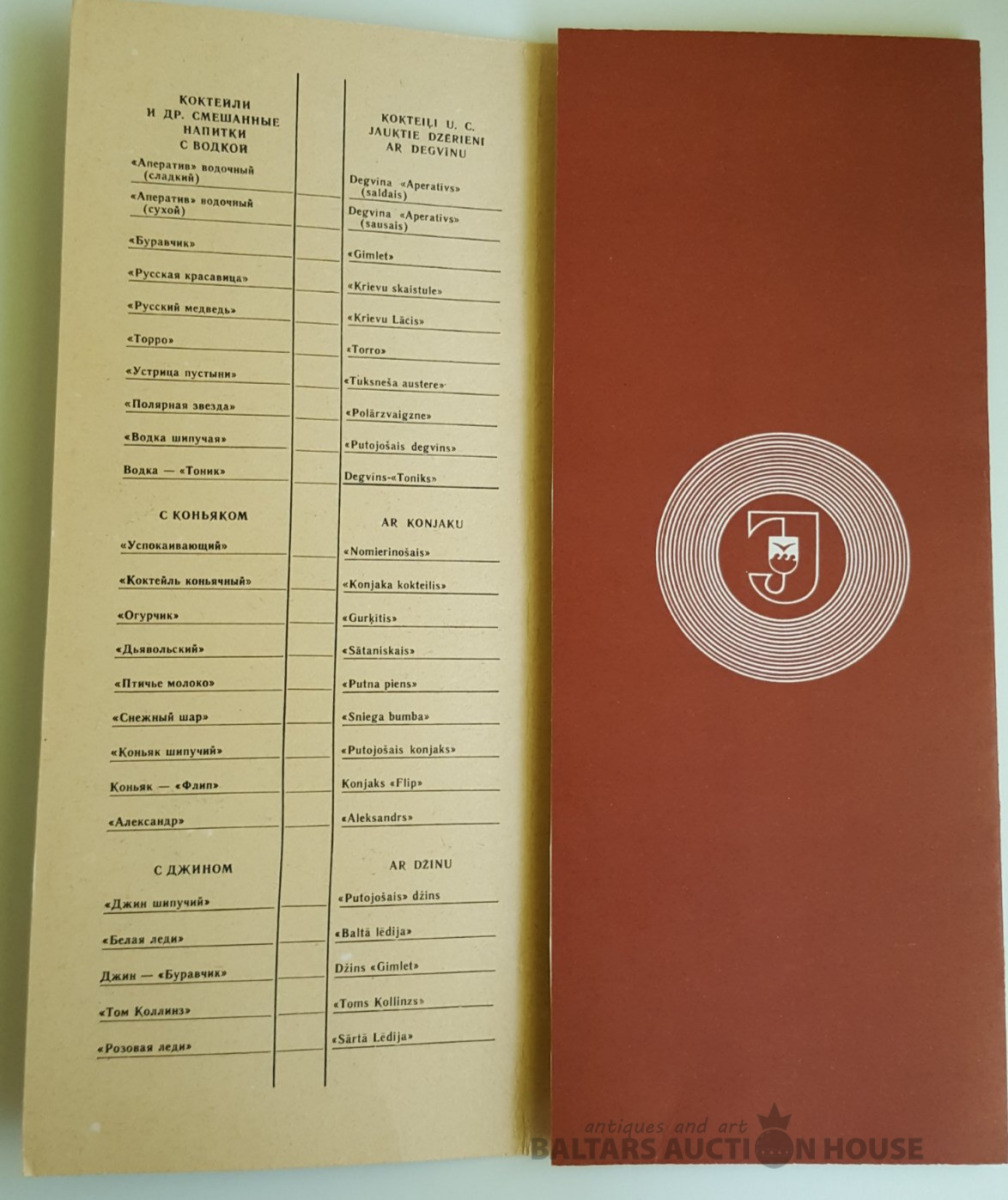 КОКТЕЙЛИ
И ДР. СМЕШАННЫЕ
НАПИТКИ
С ВОДКОЙ
«Аператив» водочный
(сладкий)
«Аператив» водочный
(сухой)
«Буравчик»
«Русская красавица»
«Русский медведь»
«Торро»
«Устрица пустыни»
«Полярная звезда»
«Водка шипучая»
Водка — «Тоник»
С КОНЬЯКОМ
«Успокаивающий»
«Коктейль коньячный»
«Огурчик»
«Дьявольский»
«Птичье молоко»
«Снежный шар»
«Коньяк шипучий»
Коньяк — «Флип»
«Александр»
С ДЖИНОМ
«Джин шипучий»
«Белая леди»
Джин — «Буравчик»
«Том Коллинз»
«Розовая леди»
KOKTEIĻI U. C.
JAUKTIE DZĒRIENI
AR DEGVĪNU
Degvīna «Aperatīvs»
(saldais)
Degvīna «Aperatīvs»
(sausais)
«Gimlet»
«Krievu skaistule»
«Krievu Lācis»
«Torro»
«Tuksneša austere»
«Polārzvaigzne»
«Putojošais degvīns»
Degvīns-«Toniks»
AR KONJAKU
«Nomierinošais»
«Konjaka kokteilis»
«Gurķītis»
«Sātaniskais»
«Putna piens»
«Sniega bumba»
«Putojošais konjaks»
Konjaks «Flip»
«Aleksandrs»
AR DŽINU
«Putojošais» džins
«Baltā lēdija»
Džins «Gimlet»
«Toms Kollinzs»
«Sārtā Lēdija»
J
antiques and art
BALTARS AUCTION HOUSE